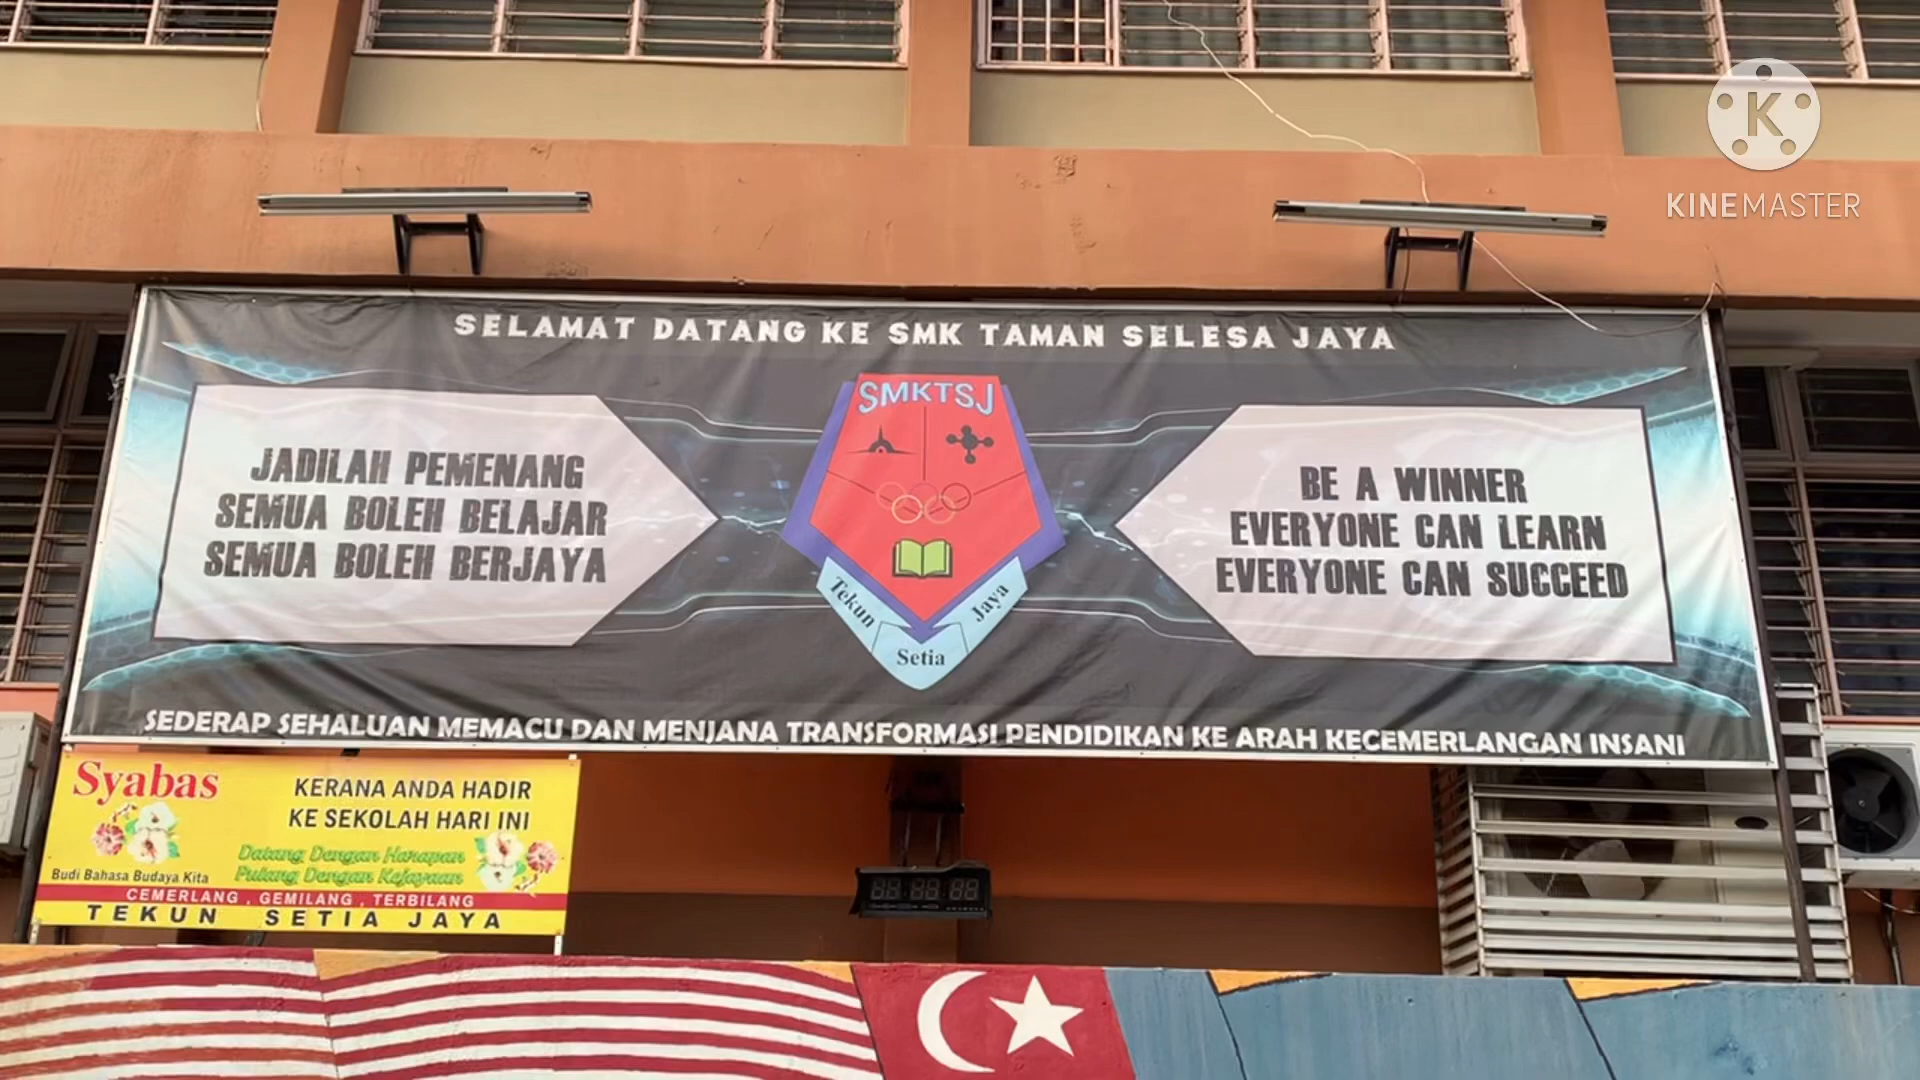 K
KINEMASTER
SELAMAT DATANG KE SMK TAMAN SELESA JAYA
JADILAH PEMENANG
SEMUA BOLEH BELAJAR
SEMUA BOLEH BERJAYA
SMKTSJ
Tekun
Setia
Jaya
BE A WINNER
EVERYONE CAN LEARN
EVERYONE CAN SUCCEED
SEDERAP SEHALUAN MEMACU DAN MENJANA TRANSFORMASI PENDIDIKAN KE ARAH KECEMERLANGAN INSANI
Syabas
KERANA ANDA HADIR
KE SEKOLAH HARI INI
Datang Dengan Harapan
Pulang Dengan Kejayaan
Budi Bahasa Budaya Kita
CEMERLANG , GEMILANG , TERBILANG
TEKUN SETIA JAYA